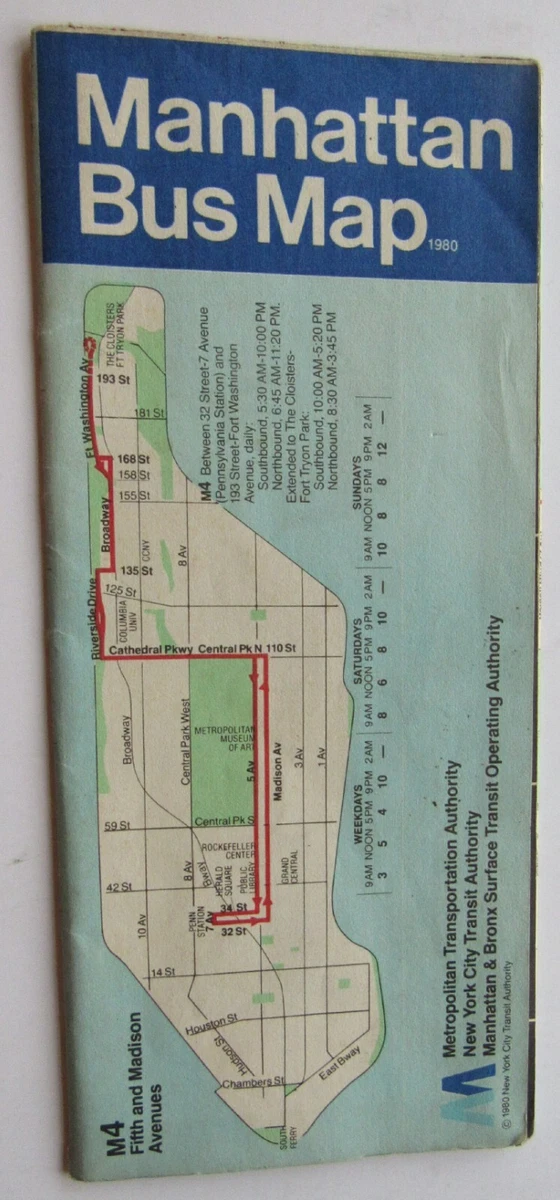 Manhattan
Bus Map 1980
M4
Fifth and Madison
Avenues
M4 Between 32 Street-7 Avenue
(Pennsylvania Station) and
193 Street-Fort Washington
Avenue, daily:
Southbound, 5:30 AM-10:00 PM
Northbound, 6:45 AM-11:20 PM.
Extended to The Cloisters-
Fort Tryon Park:
Southbound, 10:00 AM-5:20 PM
Northbound, 8:30 AM-3:45 PM
WEEKDAYS
9AM NOON 5PM 9PM 2AM
3 5 4 10 —
SATURDAYS
9AM NOON 5PM 9PM 2AM
8 6 8 10 —
SUNDAYS
9AM NOON 5PM 9PM 2AM
10 8 8 12 —
Ft Washington Av
THE CLOISTERS
FT TRYON PARK
193 St
181 St
168 St
158 St
155 St
Broadway
CCNY
8 Av
135 St
125 St
Riverside Drive
COLUMBIA
UNIV
Cathedral Pkwy Central Pk N 110 St
Broadway
Central Park West
METROPOLITAN
MUSEUM
OF ART
5 Av
Madison Av
3 Av
1 Av
59 St
Central Pk S
ROCKEFELLER
CENTER
8 Av
Bway
HERALD
SQUARE
PUBLIC
LIBRARY
GRAND
CENTRAL
42 St
10 Av
PENN
STATION
7 Av
34 St
32 St
14 St
Houston St
Hudson St
Chambers St
East Bway
SOUTH
FERRY
Metropolitan Transportation Authority
New York City Transit Authority
Manhattan & Bronx Surface Transit Operating Authority
© 1980 New York City Transit Authority